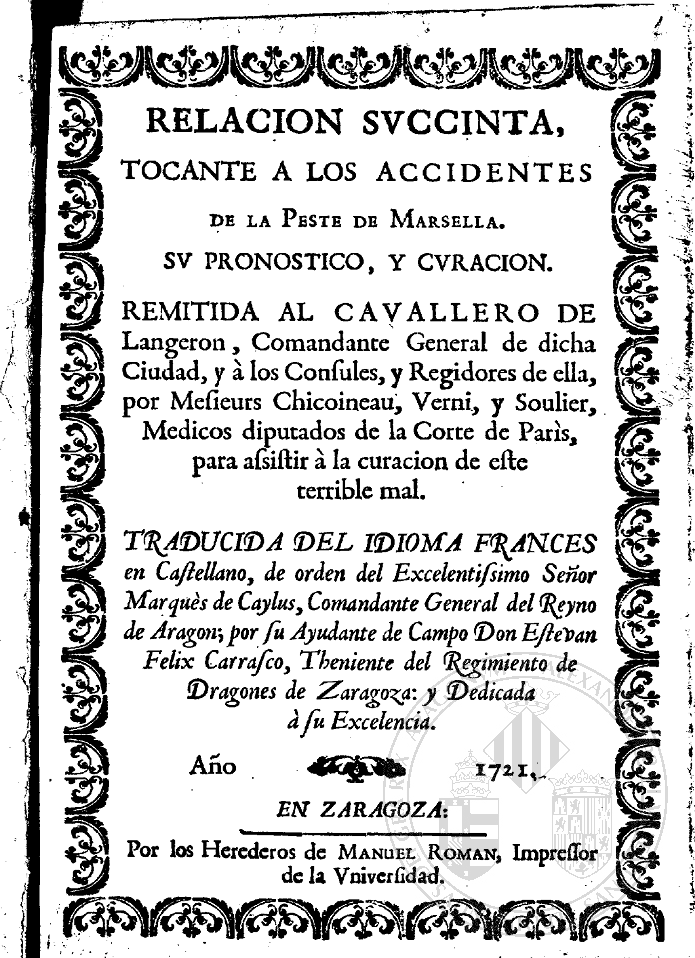 RELACION SVCCINTA,
TOCANTE A LOS ACCIDENTES
DE LA PESTE DE MARSELLA.
SV PRONOSTICO, Y CVRACION.
REMITIDA AL CAVALLERO DE
Langeron, Comandante General de dicha
Ciudad, y à los Conſules, y Regidores de ella,
por Meſieurs Chicoineau, Verni, y Soulier,
Medicos diputados de la Corte de Parìs,
para aſsiſtir à la curacion de eſte
terrible mal.
TRADUCIDA DEL IDIOMA FRANCES
en Caſtellano, de orden del Excelentiſsimo Señor
Marquès de Caylus, Comandante General del Reyno
de Aragon; por ſu Ayudante de Campo Don Eſtevan
Felix Carraſco, Theniente del Regimiento de
Dragones de Zaragoza: y Dedicada
à ſu Excelencia.
Año 1721.
EN ZARAGOZA:
Por los Herederos de MANUEL ROMAN, Impreſſor
de la Vniverſidad.